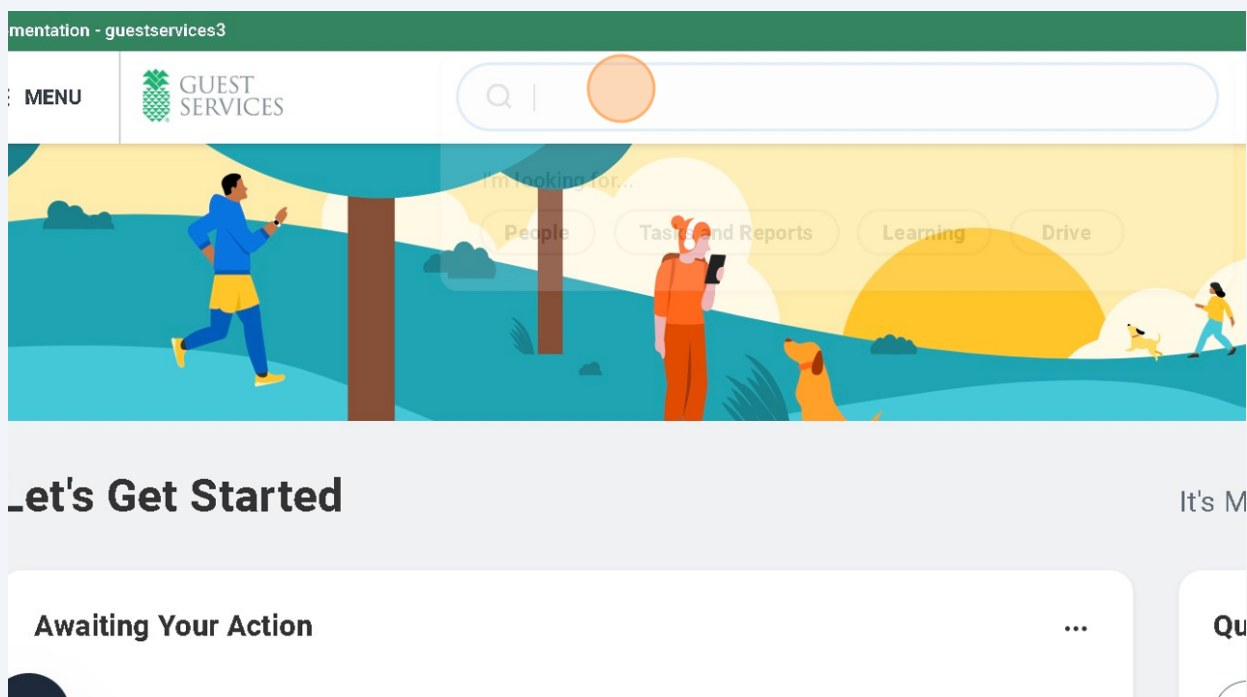 mentation - guestservices3
MENU
GUEST
SERVICES
I'm looking for...
People
Tasks and Reports
Learning
Drive
Let's Get Started
It's M
Awaiting Your Action
Qu